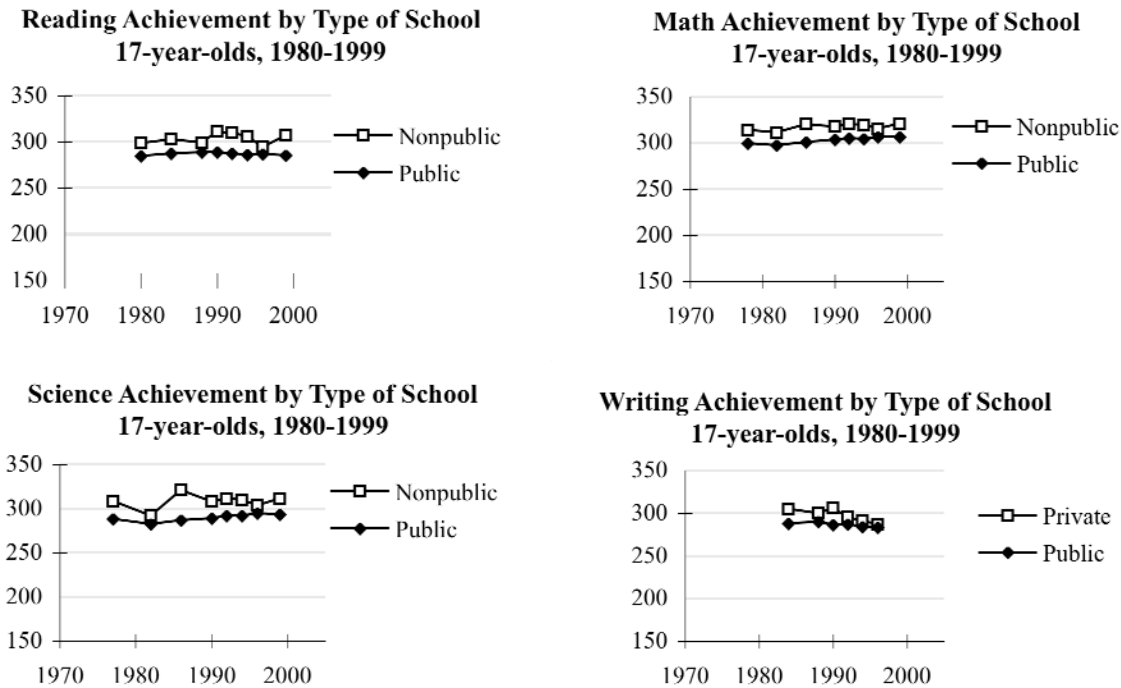 Reading Achievement by Type of School
17-year-olds, 1980-1999
350
300
250
200
150
1970 1980 1990 2000
Nonpublic
Public
Math Achievement by Type of School
17-year-olds, 1980-1999
350
300
250
200
150
1970 1980 1990 2000
Nonpublic
Public
Science Achievement by Type of School
17-year-olds, 1980-1999
350
300
250
200
150
1970 1980 1990 2000
Nonpublic
Public
Writing Achievement by Type of School
17-year-olds, 1980-1999
350
300
250
200
150
1970 1980 1990 2000
Private
Public